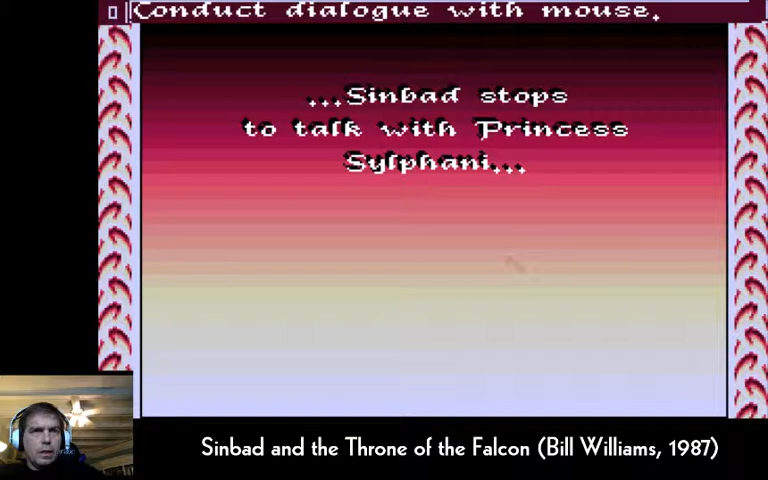 Conduct dialogue with mouse.
...Sinbad stops
to talk with Princess
Sylphani...
Sinbad and the Throne of the Falcon (Bill Williams, 1987)